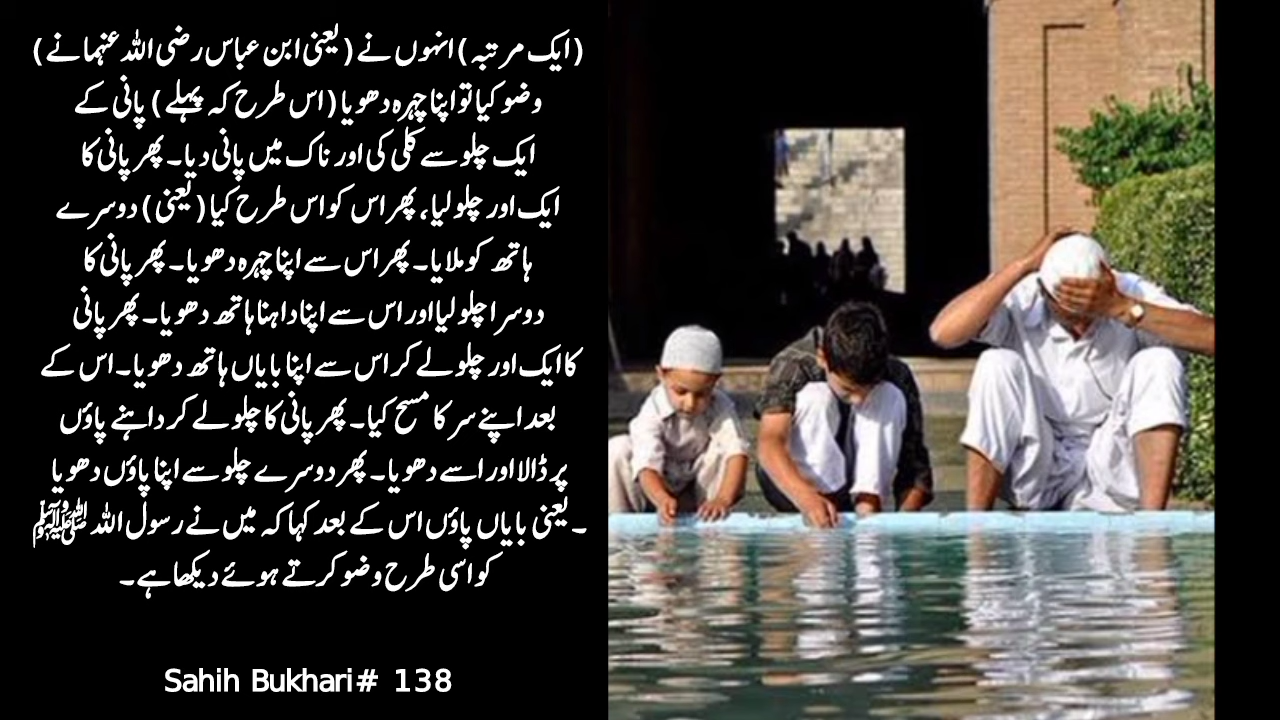 (ایک مرتبہ) انہوں نے (یعنی ابن عباس رضی اللہ عنہمانے)
وضو کیا تو اپنا چہرہ دھویا (اس طرح کہ پہلے) پانی کے
ایک چلو سے کلی کی اور ناک میں پانی دیا۔ پھر پانی کا
ایک اور چلو لیا، پھر اس کو اس طرح کیا (یعنی) دوسرے
ہاتھ کو ملایا۔ پھر اس سے اپنا چہرہ دھویا۔ پھر پانی کا
دوسرا چلو لیا اور اس سے اپنا داہنا ہاتھ دھویا۔ پھر پانی
کا ایک اور چلو لے کر اس سے اپنا بایاں ہاتھ دھویا۔ اس کے
بعد اپنے سر کا مسح کیا۔ پھر پانی کا چلو لے کر داہنے پاؤں
پر ڈالا اور اسے دھویا۔ پھر دوسرے چلو سے اپنا پاؤں دھویا
۔ یعنی بایاں پاؤں اس کے بعد کہا کہ میں نے رسول اللہ ﷺ
کو اسی طرح وضو کرتے ہوئے دیکھا ہے۔
Sahih Bukhari# 138